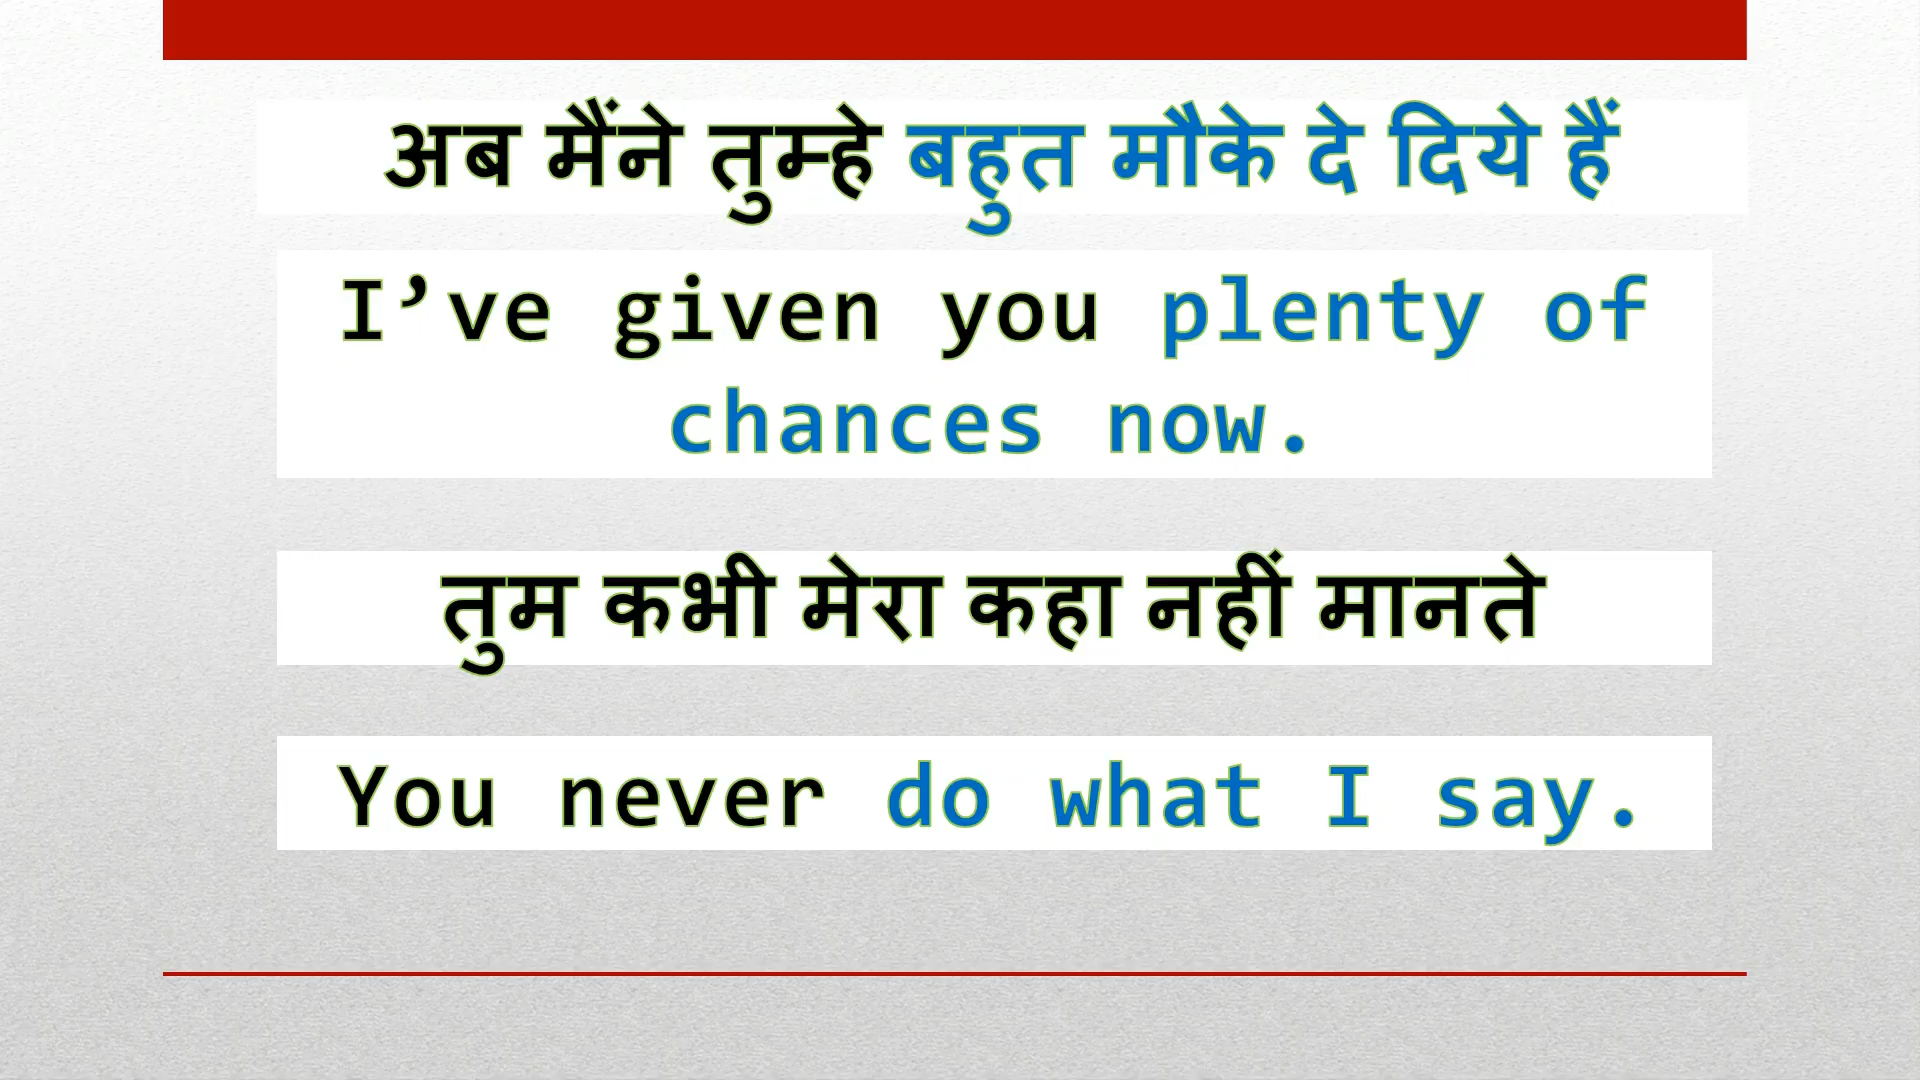 अब मैंने तुम्हे बहुत मौके दे दिये हैं
I’ve given you plenty of
chances now.
तुम कभी मेरा कहा नहीं मानते
You never do what I say.